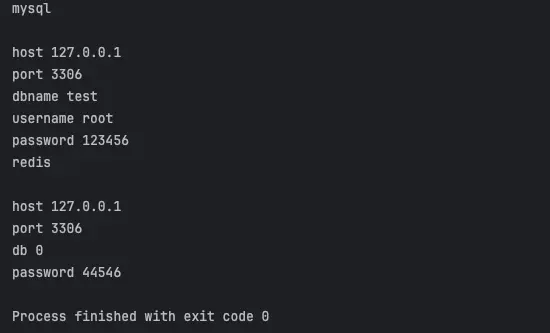 mysql
host 127.0.0.1
port 3306
dbname test
username root
password 123456
redis
host 127.0.0.1
port 3306
db 0
password 44546
Process finished with exit code 0